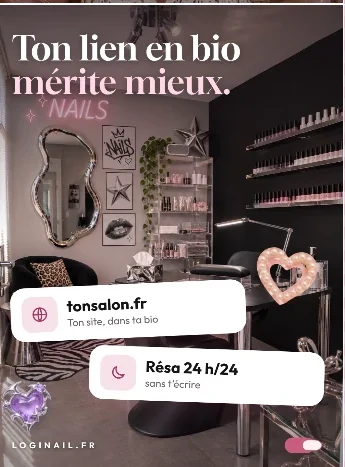 Ton lien en bio
mérite mieux.
NAILS
NAILS
tonsalon.fr
Ton site, dans ta bio
Résa 24 h/24
sans t'écrire
LOGINAIL.FR